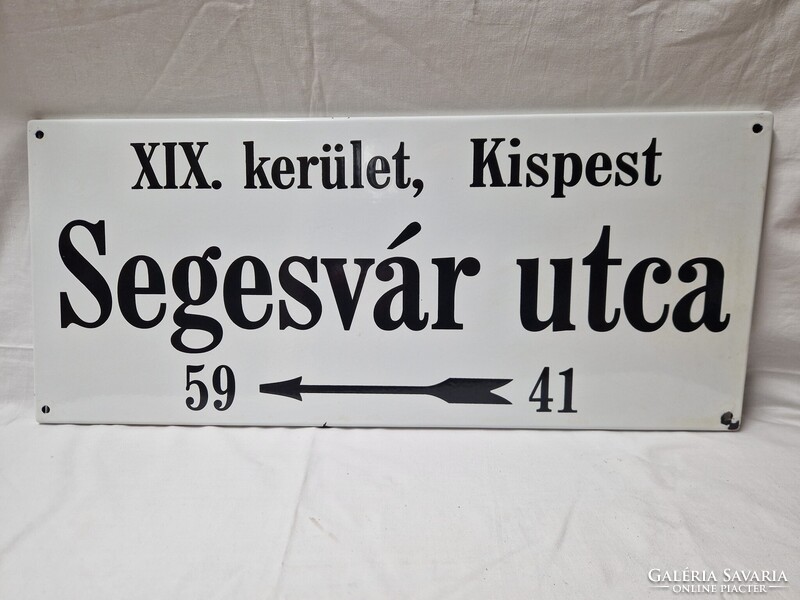 XIX. kerület, Kispest
Segesvár utca
59 41
GALÉRIA SAVARIA
ONLINE PIACTÉR